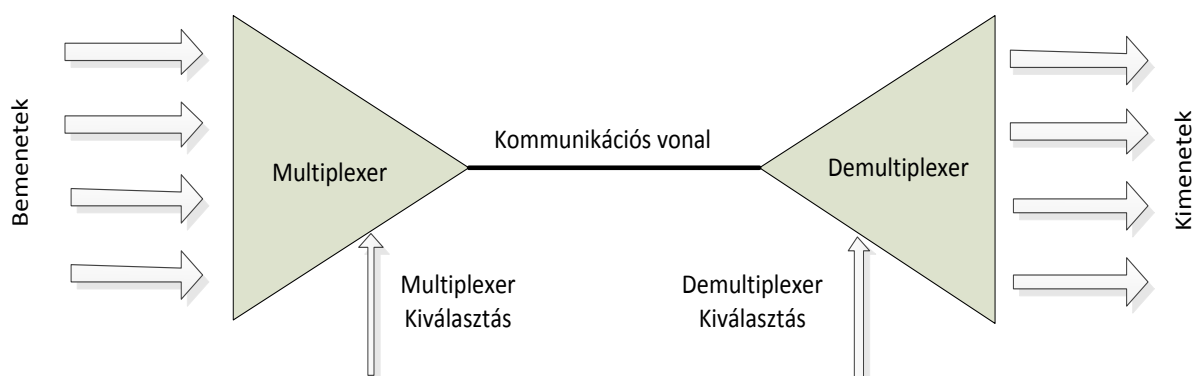 Bemenetek
Multiplexer
Kommunikációs vonal
Demultiplexer
Kimenetek
Multiplexer
Kiválasztás
Demultiplexer
Kiválasztás